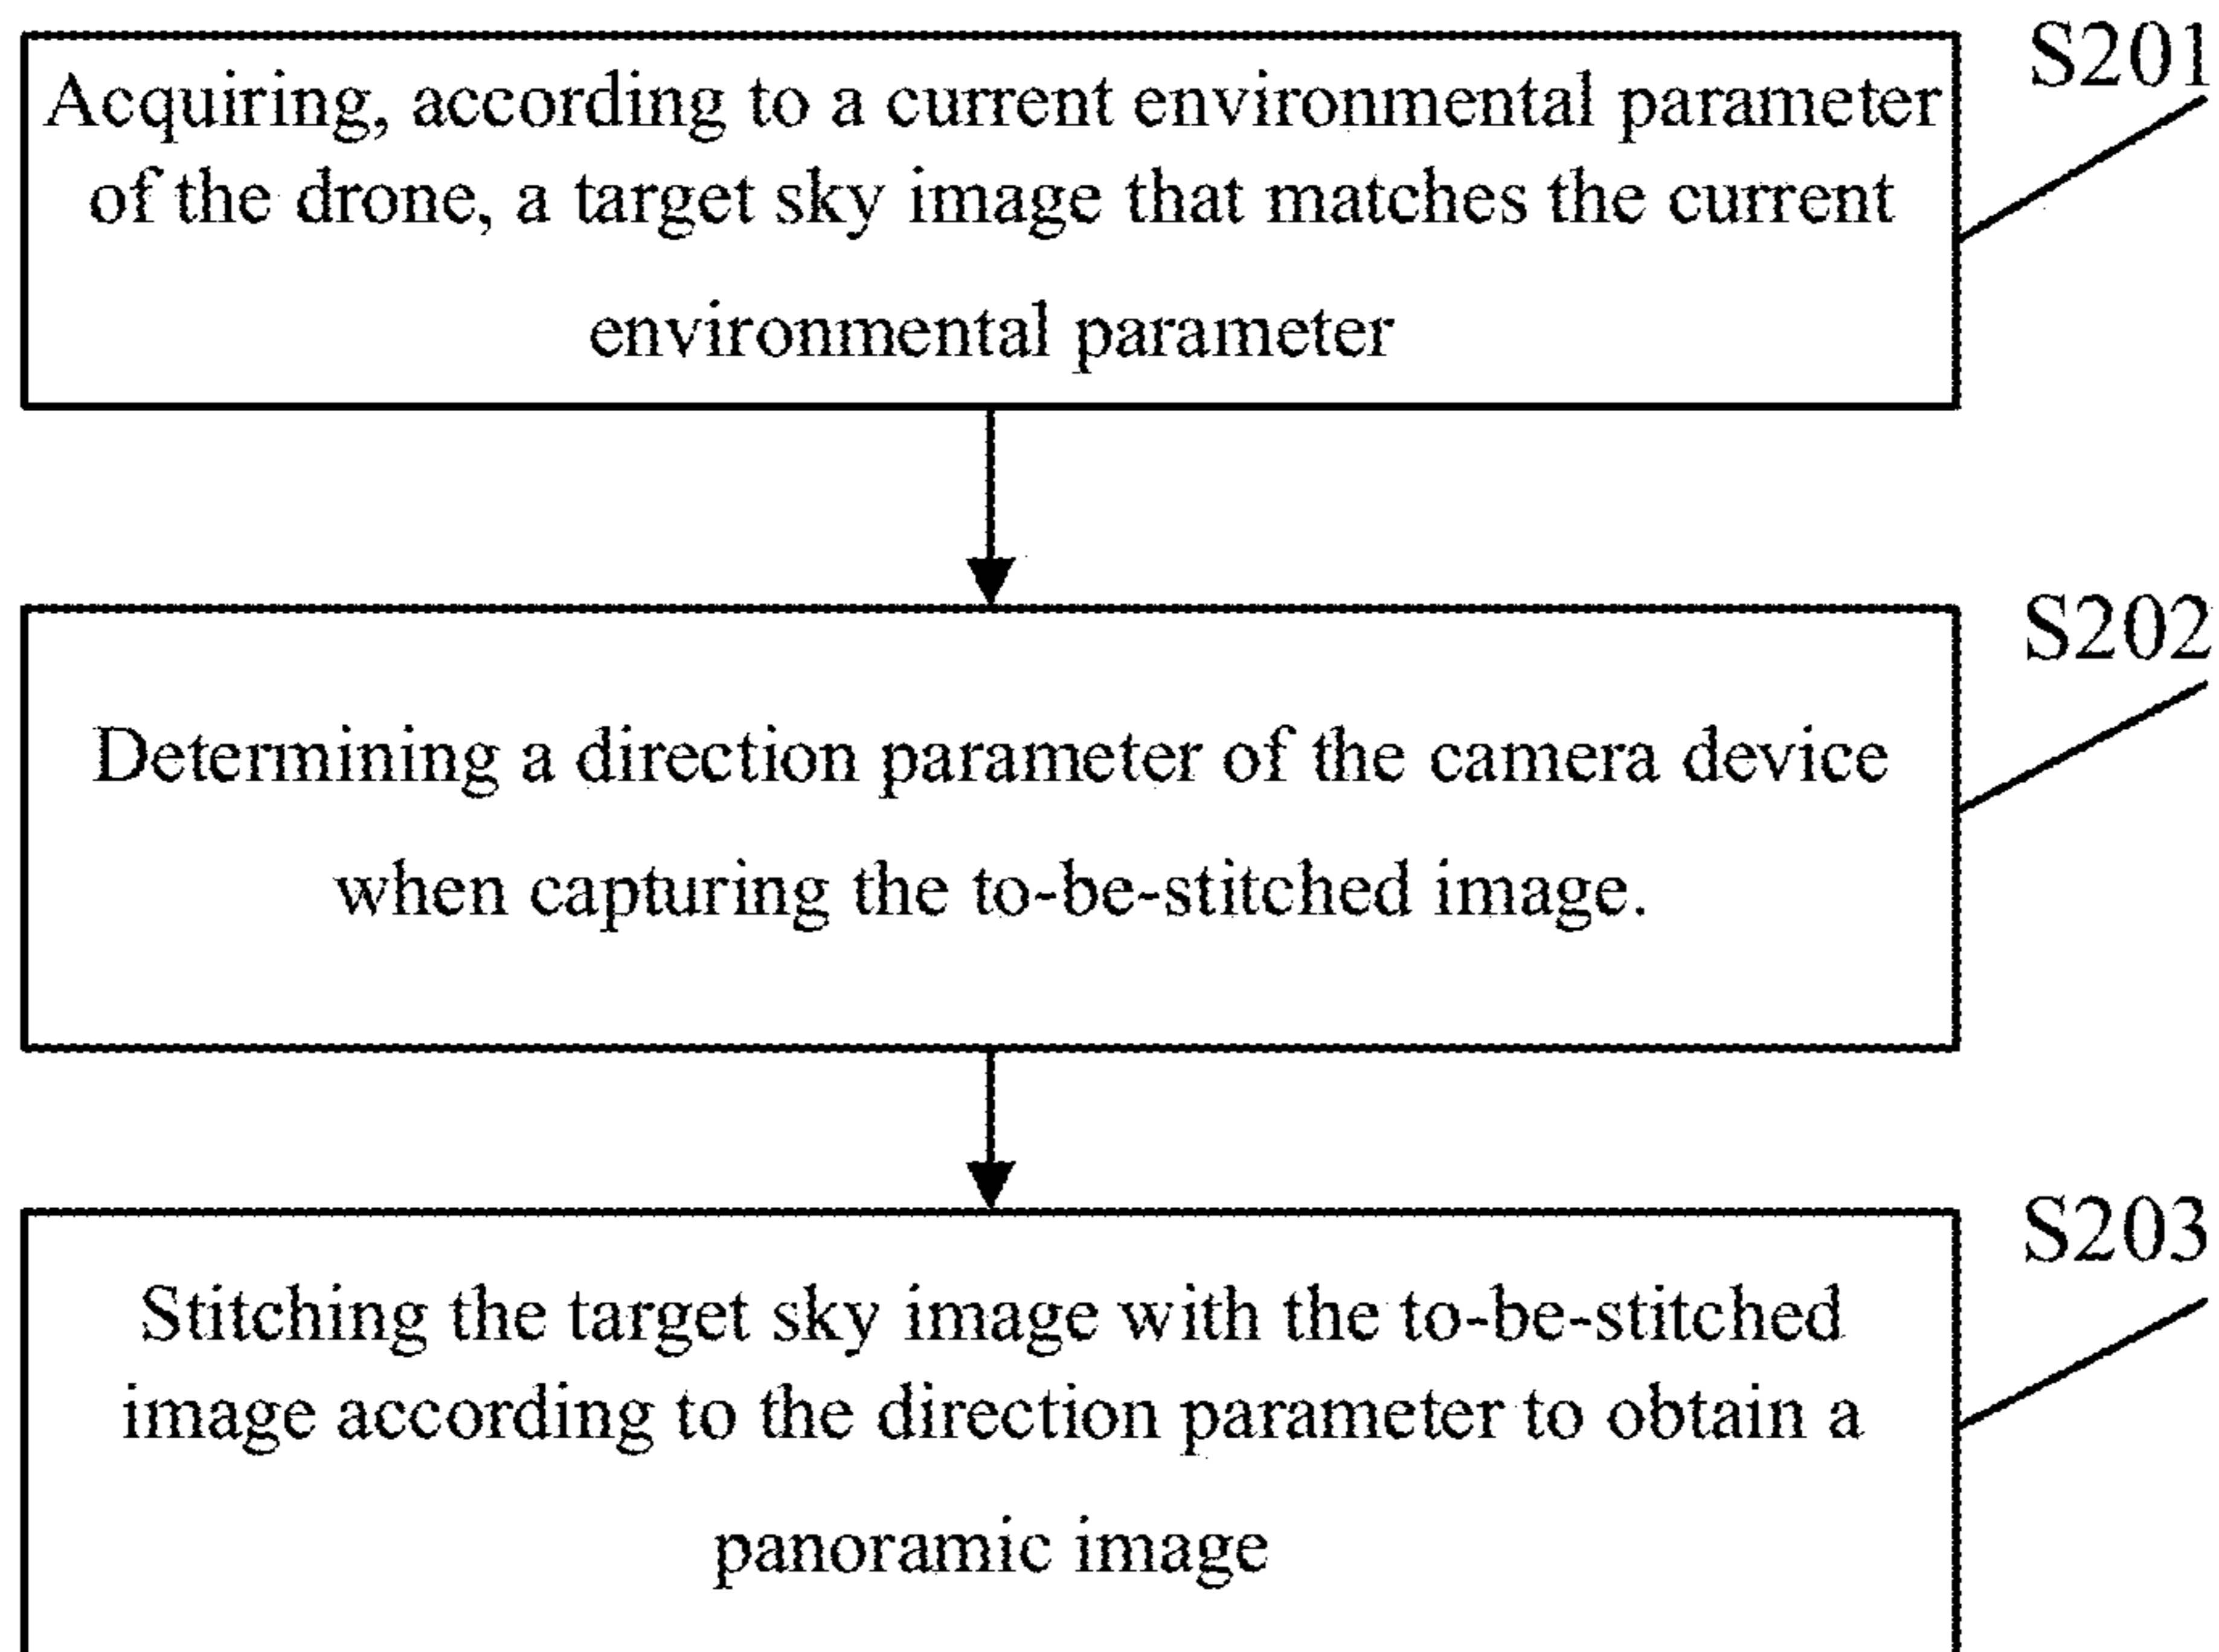 S201
Acquiring, according to a current environmental parameter
of the drone, a target sky image that matches the current
environmental parameter
S202
Determining a direction parameter of the camera device
when capturing the to-be-stitched image.
S203
Stitching the target sky image with the to-be-stitched
image according to the direction parameter to obtain a
panoramic image